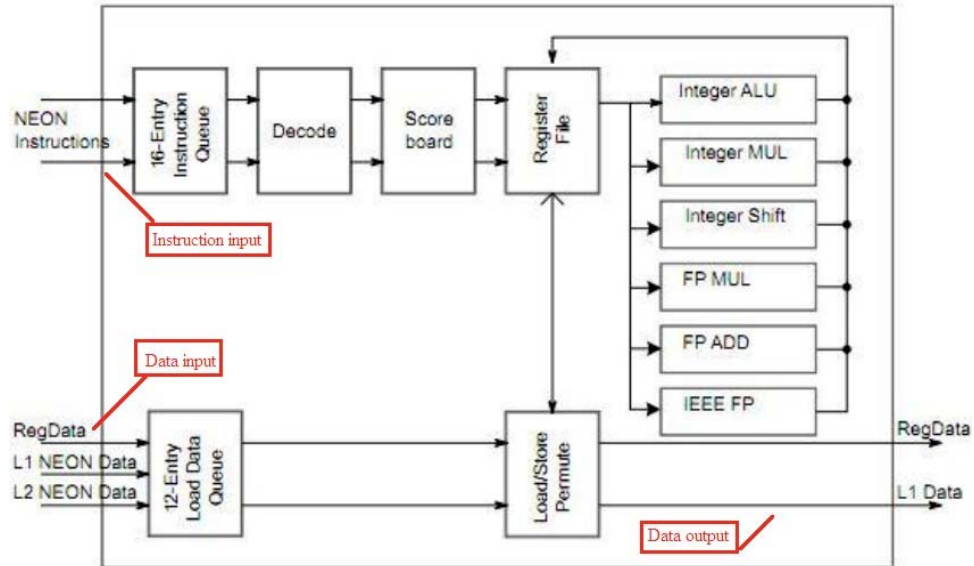 NEON
Instructions
16-Entry
Instruction
Queue
Decode
Score
board
Register
File
Integer ALU
Integer MUL
Integer Shift
FP MUL
FP ADD
IEEE FP
Instruction input
Data input
RegData
L1 NEON Data
L2 NEON Data
12-Entry
Load Data
Queue
Load/Store
Permute
RegData
L1 Data
Data output